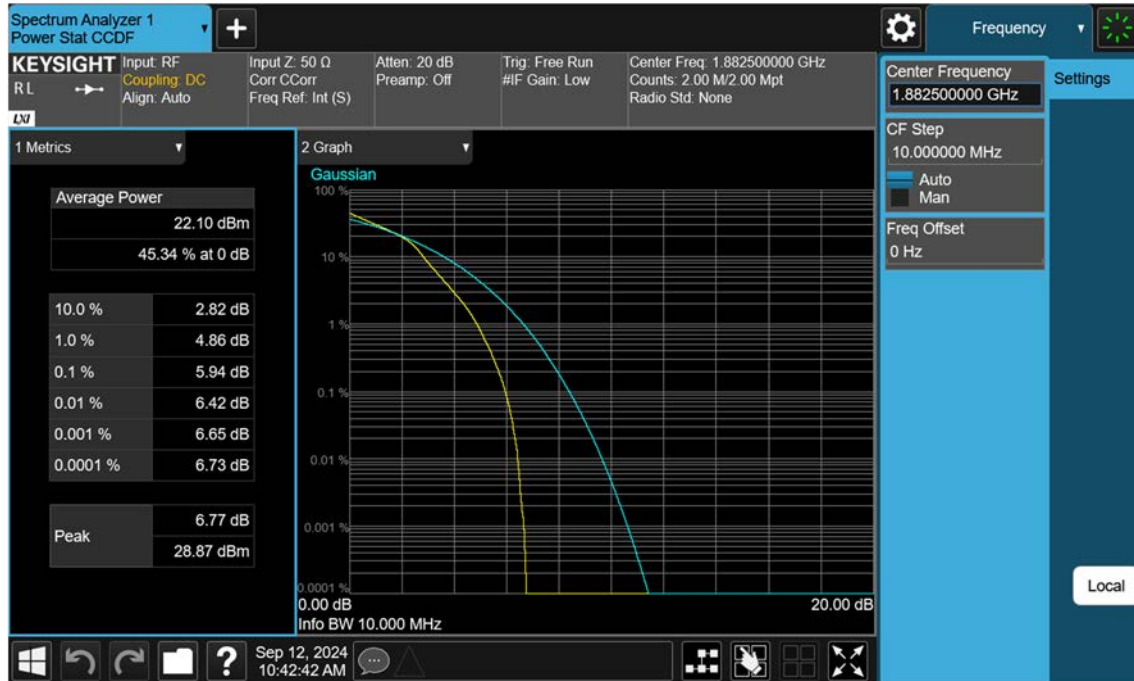 Spectrum Analyzer 1
Power Stat CCDF
+
Frequency
KEYSIGHT
R L
LXI
Input: RF
Coupling: DC
Align: Auto
Input Z: 50 Ω
Corr CCorr
Freq Ref: Int (S)
Atten: 20 dB
Preamp: Off
Trig: Free Run
#IF Gain: Low
Center Freq: 1.882500000 GHz
Counts: 2.00 M/2.00 Mpt
Radio Std: None
Center Frequency
1.882500000 GHz
Settings
CF Step
10.000000 MHz
Auto
Man
Freq Offset
0 Hz
1 Metrics
Average Power
22.10 dBm
45.34 % at 0 dB
10.0 % 2.82 dB
1.0 % 4.86 dB
0.1 % 5.94 dB
0.01 % 6.42 dB
0.001 % 6.65 dB
0.0001 % 6.73 dB
Peak
6.77 dB
28.87 dBm
2 Graph
Gaussian
100 %
10 %
1 %
0.1 %
0.01 %
0.001 %
0.0001 %
0.00 dB 20.00 dB
Info BW 10.000 MHz
Local
?
Sep 12, 2024
10:42:42 AM